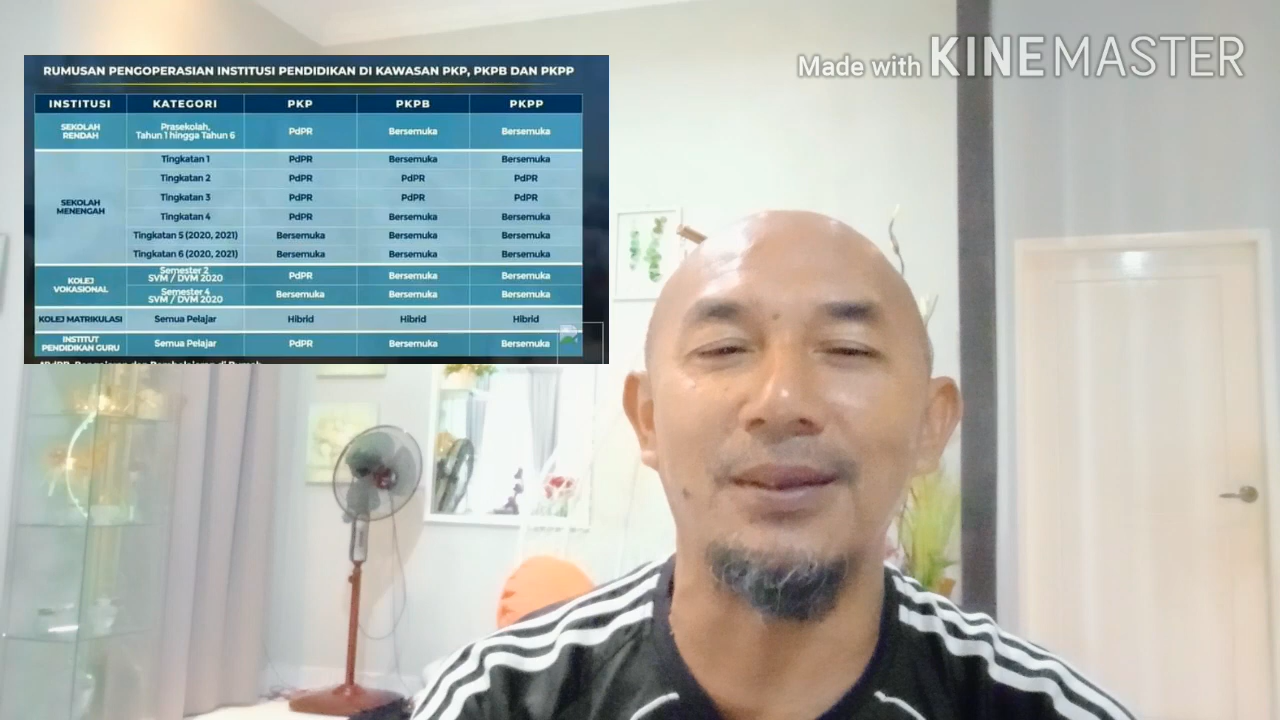 Made with KINEMASTER
RUMUSAN PENGOPERASIAN INSTITUSI PENDIDIKAN DI KAWASAN PKP, PKPB DAN PKPP
INSTITUSI KATEGORI PKP PKPB PKPP
SEKOLAH RENDAH Prasekolah, Tahun 1 hingga Tahun 6 PdPR Bersemuka Bersemuka
SEKOLAH MENENGAH
Tingkatan 1 PdPR Bersemuka Bersemuka
Tingkatan 2 PdPR PdPR PdPR
Tingkatan 3 PdPR PdPR PdPR
Tingkatan 4 PdPR Bersemuka Bersemuka
Tingkatan 5 (2020, 2021) Bersemuka Bersemuka Bersemuka
Tingkatan 6 (2020, 2021) Bersemuka Bersemuka Bersemuka
KOLEJ VOKASIONAL
Semester 2 SVM / DVM 2020 PdPR Bersemuka Bersemuka
Semester 4 SVM / DVM 2020 Bersemuka Bersemuka Bersemuka
KOLEJ MATRIKULASI Semua Pelajar Hibrid Hibrid Hibrid
INSTITUT PENDIDIKAN GURU Semua Pelajar PdPR Bersemuka Bersemuka